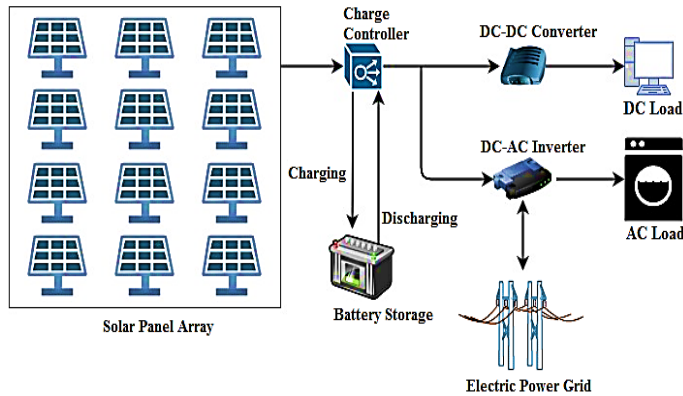 Charge
Controller
DC-DC Converter
DC Load
DC-AC Inverter
Charging
Discharging
AC Load
Battery Storage
Solar Panel Array
Electric Power Grid